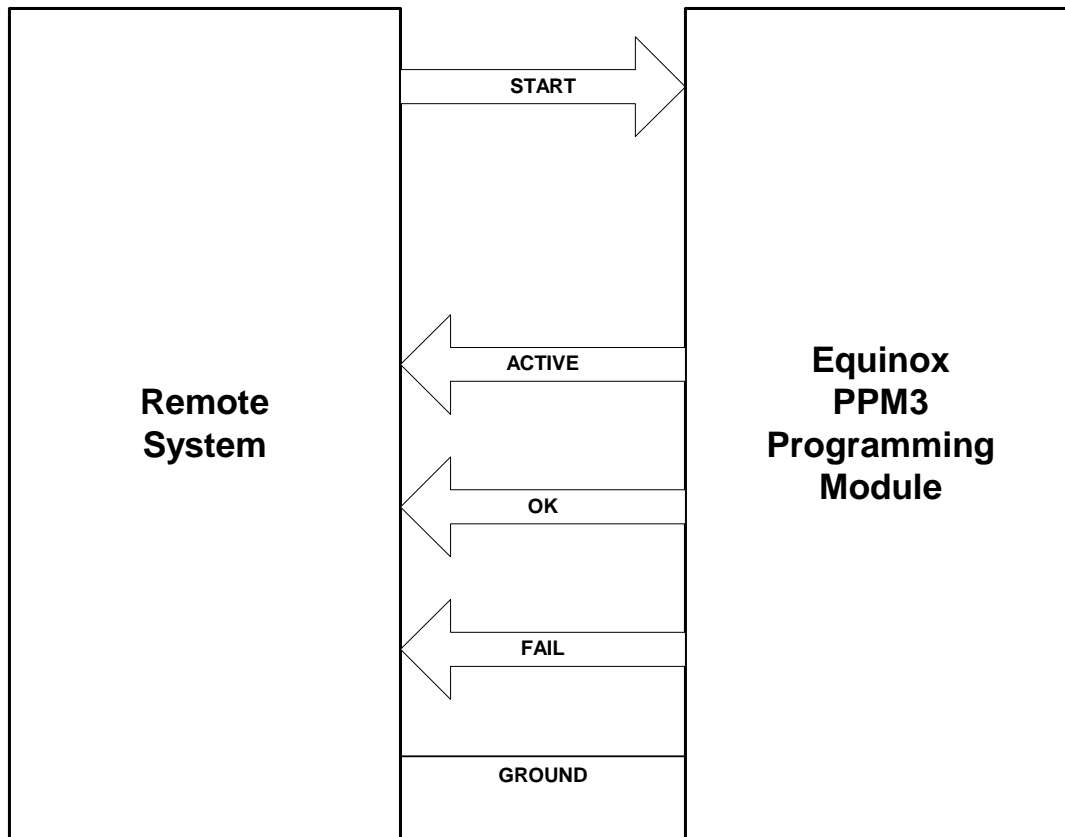 START
ACTIVE
Remote
System
Equinox
PPM3
Programming
Module
OK
FAIL
GROUND